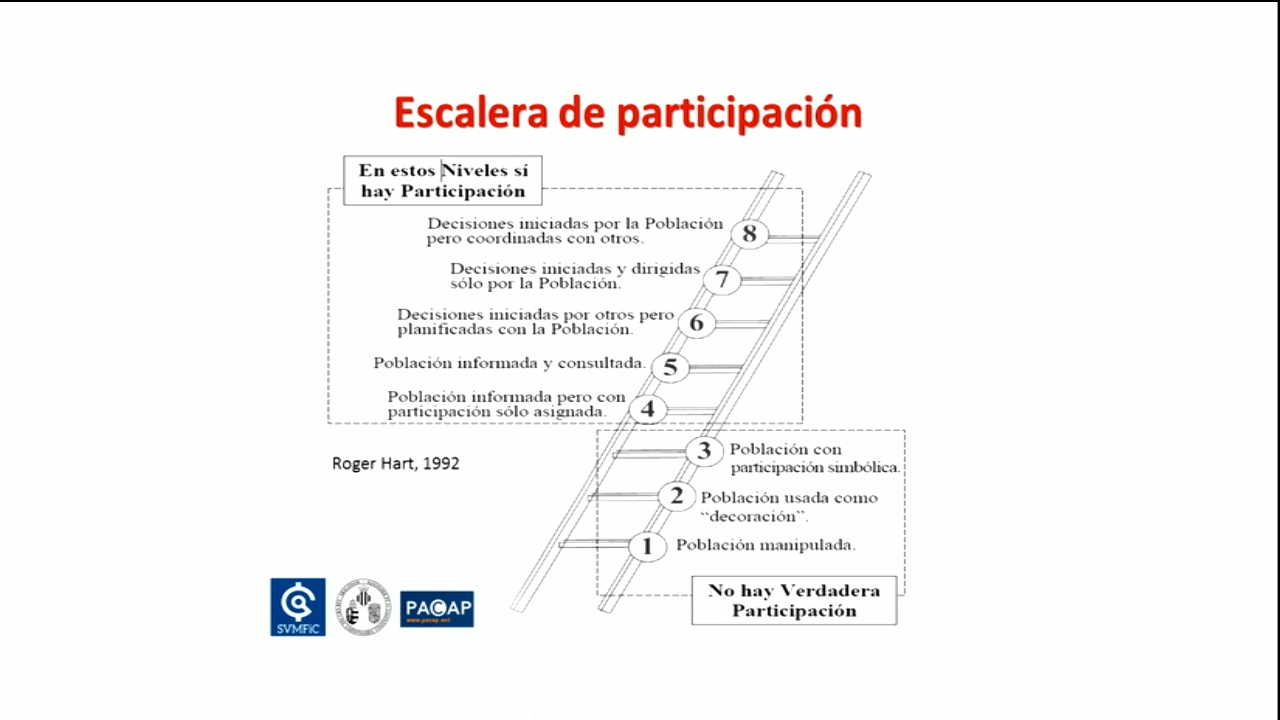 Escalera de participación
En estos Niveles sí
hay Participación
Decisiones iniciadas por la Población
pero coordinadas con otros.
8
Decisiones iniciadas y dirigidas
sólo por la Población.
7
Decisiones iniciadas por otros pero
planificadas con la Población.
6
Población informada y consultada.
5
Población informada pero con
participación sólo asignada.
4
3
Población con
participación simbólica.
Roger Hart, 1992
2
Población usada como
“decoración”.
1
Población manipulada.
No hay Verdadera
Participación
SVMFiC
PACAP
www.pacap.net